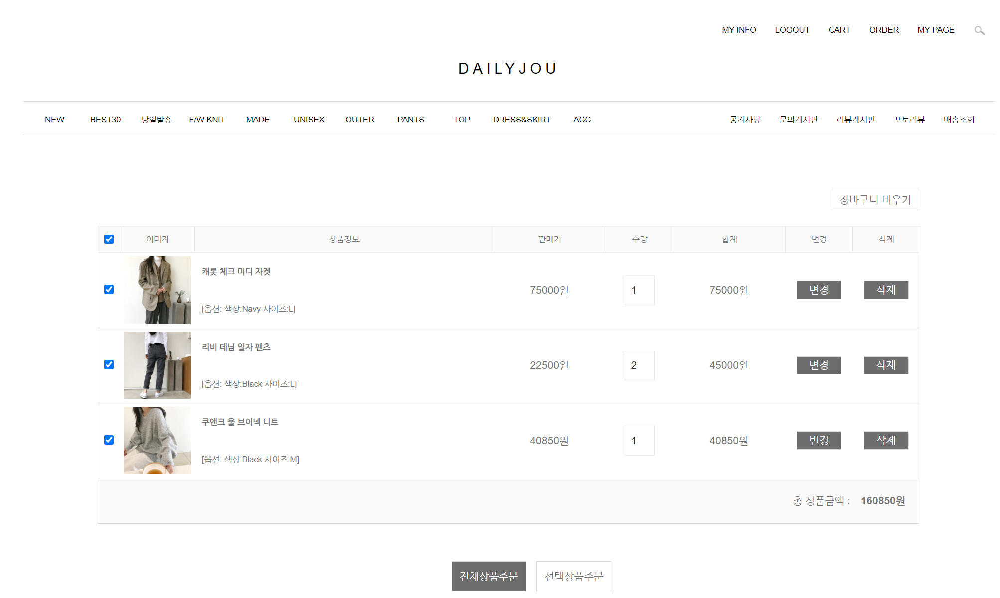 MY INFO LOGOUT CART ORDER MY PAGE
DAILYJOU
NEW BEST30 당일발송 F/W KNIT MADE UNISEX OUTER PANTS TOP DRESS&SKIRT ACC 공지사항 문의게시판 리뷰게시판 포토리뷰 배송조회
장바구니 비우기
이미지 상품정보 판매가 수량 합계 변경 삭제
캐롯 체크 미디 자켓
75000원 1 75000원 변경 삭제
[옵션: 색상:Navy 사이즈:L]
리비 데님 일자 팬츠
22500원 2 45000원 변경 삭제
[옵션: 색상:Black 사이즈:L]
쿠앤크 울 브이넥 니트
40850원 1 40850원 변경 삭제
[옵션: 색상:Black 사이즈:M]
총 상품금액 : 160850원
전체상품주문 선택상품주문